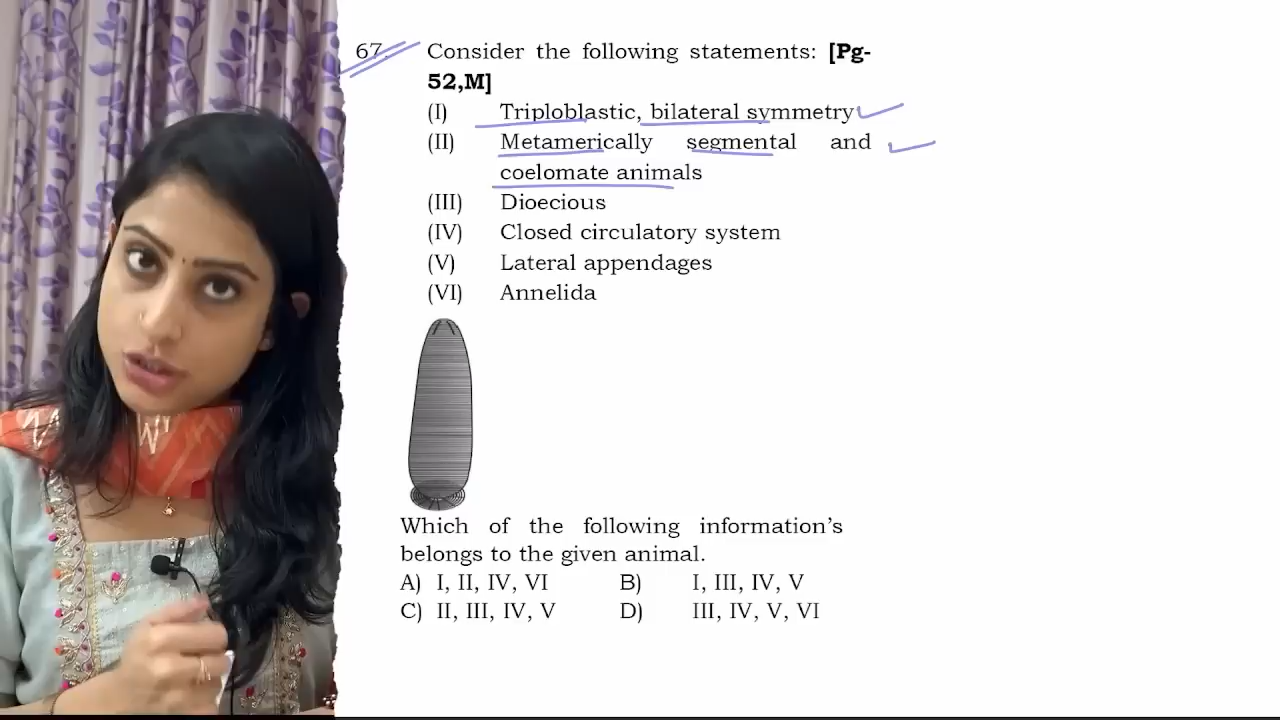 67. Consider the following statements: [Pg-
52,M]
(I) Triploblastic, bilateral symmetry
(II) Metamerically segmental and
coelomate animals
(III) Dioecious
(IV) Closed circulatory system
(V) Lateral appendages
(VI) Annelida
Which of the following information’s
belongs to the given animal.
A) I, II, IV, VI B) I, III, IV, V
C) II, III, IV, V D) III, IV, V, VI